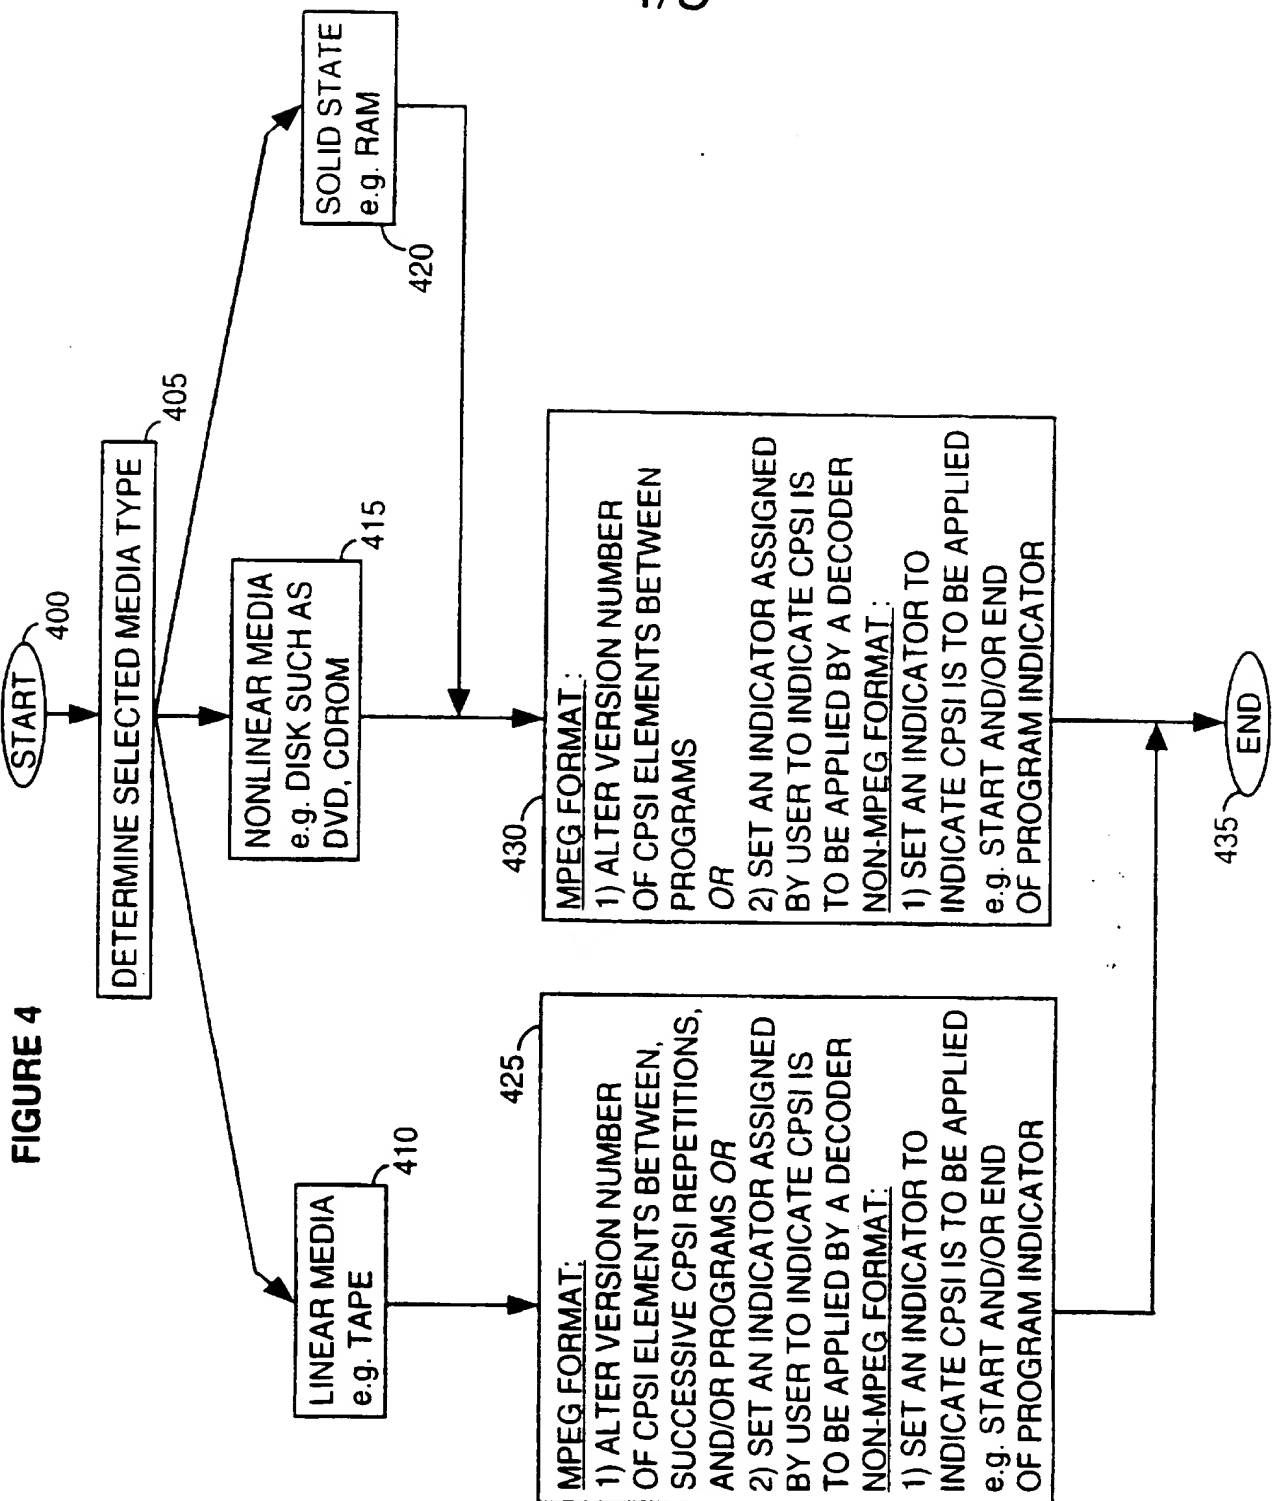 FIGURE 4
START
400
DETERMINE SELECTED MEDIA TYPE
405
LINEAR MEDIA
e.g. TAPE
410
NONLINEAR MEDIA
e.g. DISK SUCH AS
DVD, CDROM
415
SOLID STATE
e.g. RAM
420
425
MPEG FORMAT:
1) ALTER VERSION NUMBER
OF CPSI ELEMENTS BETWEEN,
SUCCESSIVE CPSI REPETITIONS,
AND/OR PROGRAMS OR
2) SET AN INDICATOR ASSIGNED
BY USER TO INDICATE CPSI IS
TO BE APPLIED BY A DECODER
NON-MPEG FORMAT:
1) SET AN INDICATOR TO
INDICATE CPSI IS TO BE APPLIED
e.g. START AND/OR END
OF PROGRAM INDICATOR
430
MPEG FORMAT :
1) ALTER VERSION NUMBER
OF CPSI ELEMENTS BETWEEN
PROGRAMS
OR
2) SET AN INDICATOR ASSIGNED
BY USER TO INDICATE CPSI IS
TO BE APPLIED BY A DECODER
NON-MPEG FORMAT :
1) SET AN INDICATOR TO
INDICATE CPSI IS TO BE APPLIED
e.g. START AND/OR END
OF PROGRAM INDICATOR
435
END